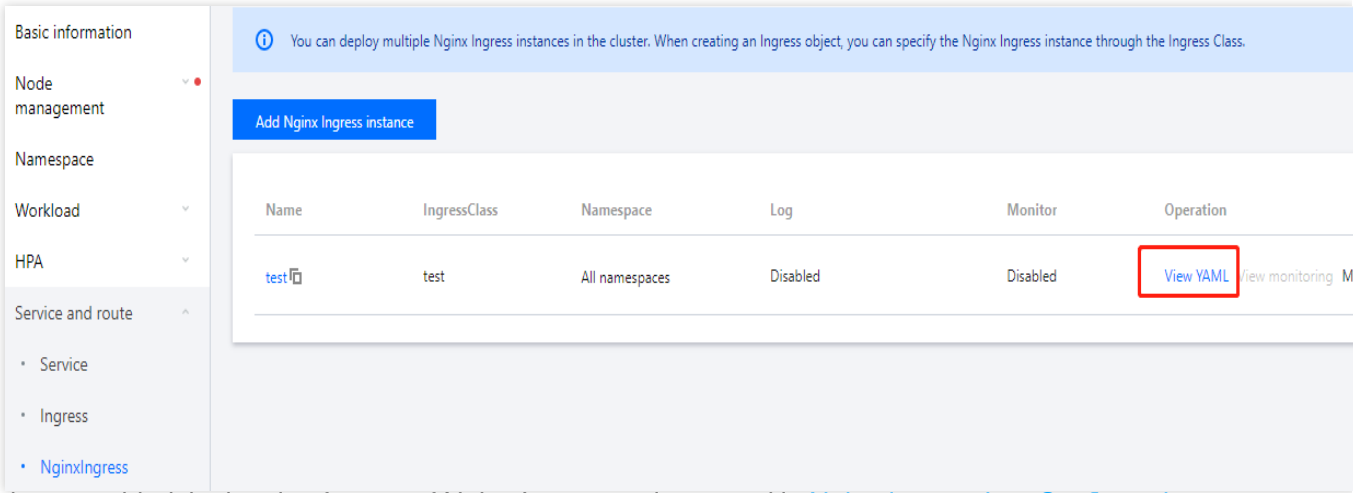 Basic information
Node
management
Namespace
Workload
HPA
Service and route
Service
Ingress
NginxIngress
You can deploy multiple Nginx Ingress instances in the cluster. When creating an Ingress object, you can specify the Nginx Ingress instance through the Ingress Class.
Add Nginx Ingress instance
Name IngressClass Namespace Log Monitor Operation
test test All namespaces Disabled Disabled View YAML View monitoring M